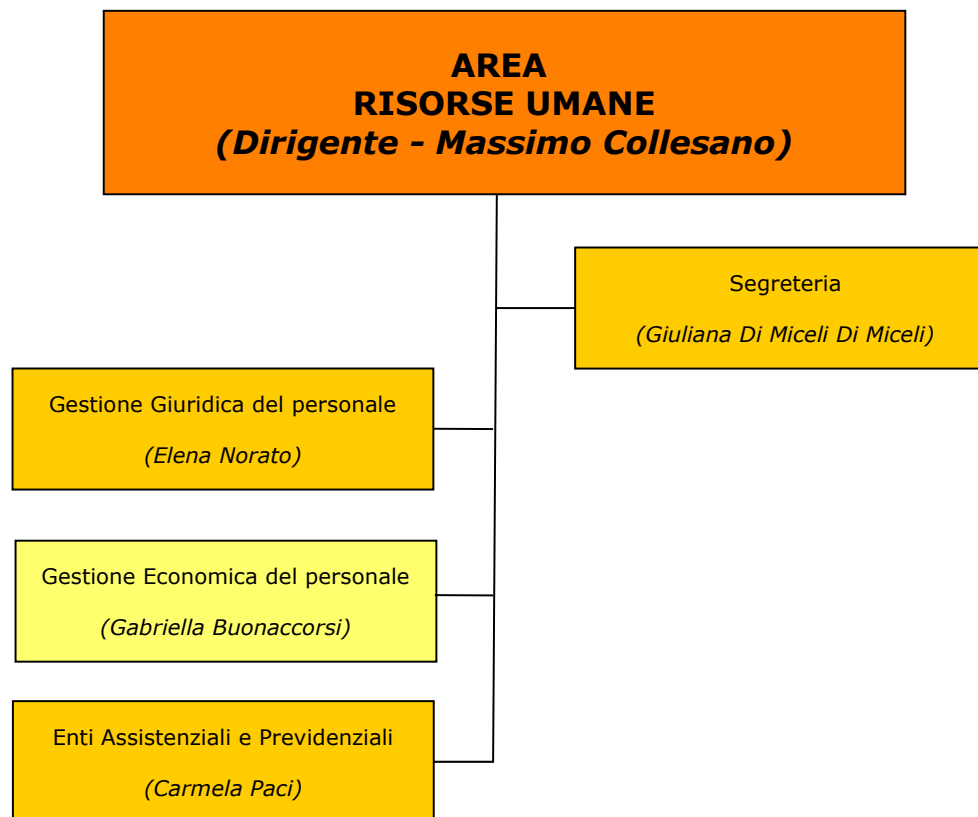 AREA
RISORSE UMANE
(Dirigente - Massimo Collesano)
Segreteria
(Giuliana Di Miceli Di Miceli)
Gestione Giuridica del personale
(Elena Norato)
Gestione Economica del personale
(Gabriella Buonaccorsi)
Enti Assistenziali e Previdenziali
(Carmela Paci)